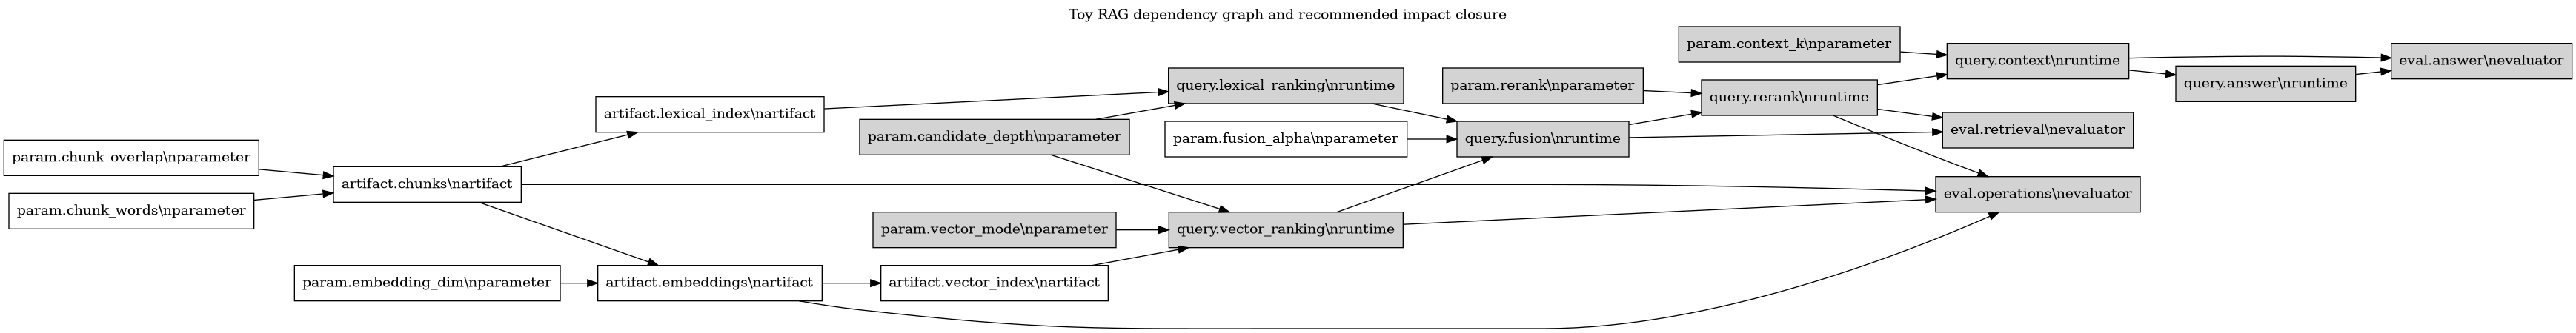 Toy RAG dependency graph and recommended impact closure
param.context_k\nparameter
query.context\nruntime
eval.answer\nevaluator
param.rerank\nparameter
query.lexical_ranking\nruntime
query.answer\nruntime
query.rerank\nruntime
artifact.lexical_index\nartifact
param.candidate_depth\nparameter
param.fusion_alpha\nparameter
query.fusion\nruntime
eval.retrieval\nevaluator
param.chunk_overlap\nparameter
artifact.chunks\nartifact
eval.operations\nevaluator
param.chunk_words\nparameter
param.vector_mode\nparameter
query.vector_ranking\nruntime
param.embedding_dim\nparameter
artifact.embeddings\nartifact
artifact.vector_index\nartifact